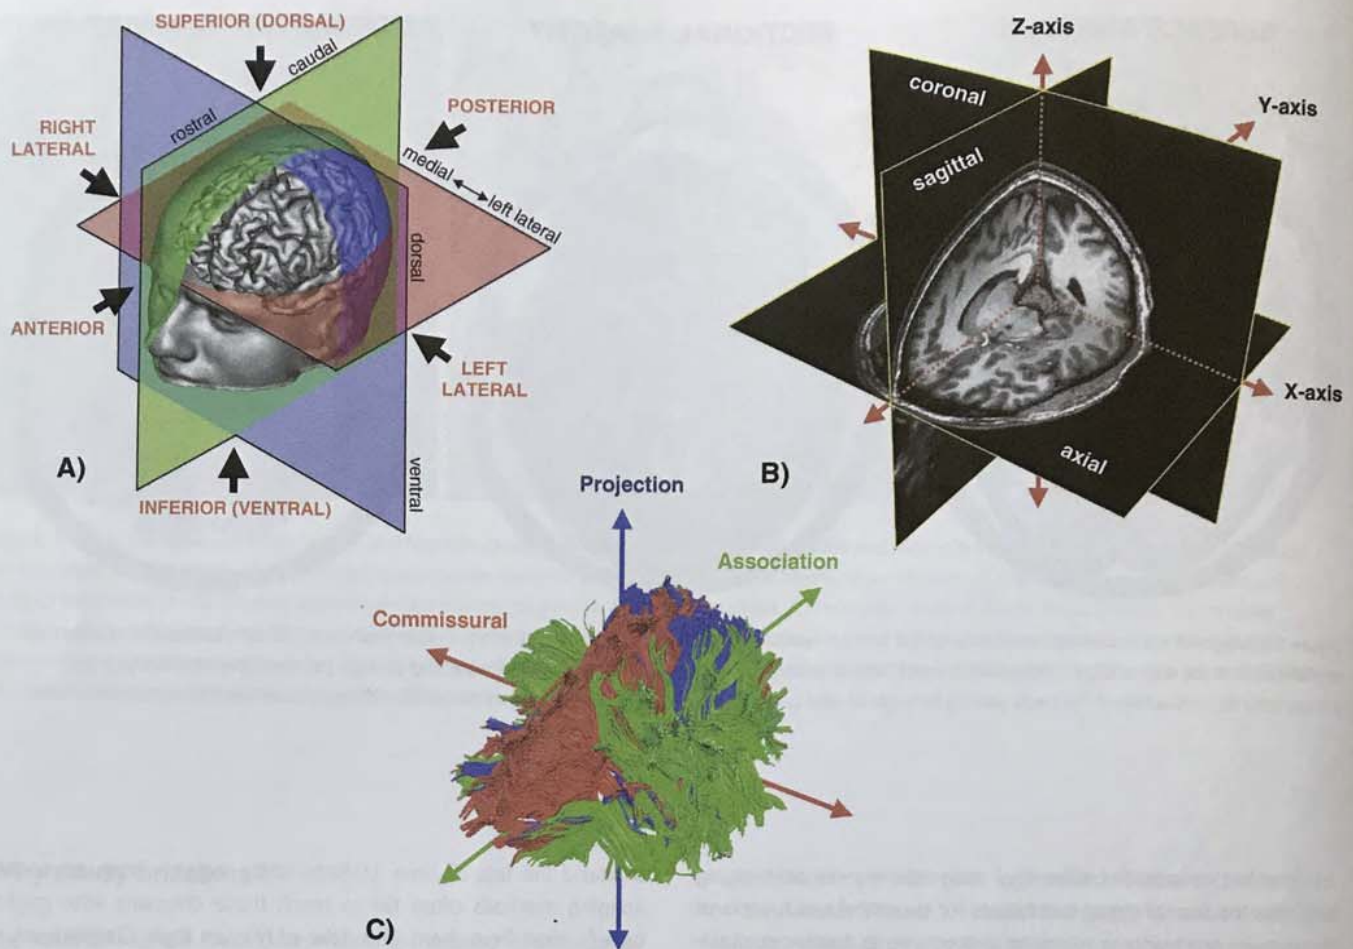 SUPERIOR (DORSAL)
caudal
rostral
POSTERIOR
RIGHT
LATERAL
medial
left lateral
dorsal
ANTERIOR
LEFT
LATERAL
ventral
A)
INFERIOR (VENTRAL)
Z-axis
Y-axis
coronal
sagittal
X-axis
axial
B)
Projection
Association
Commissural
C)